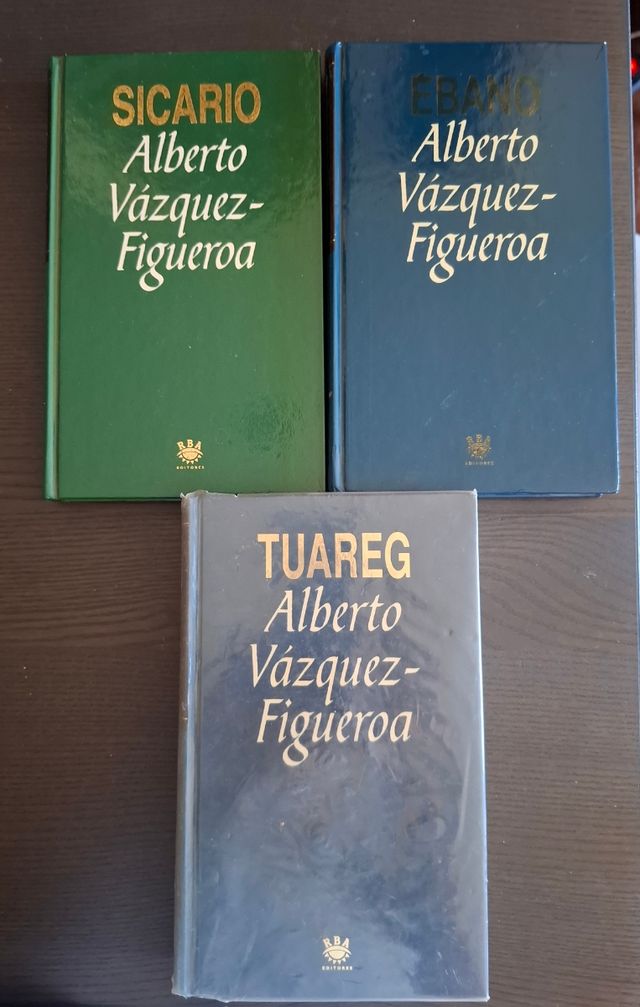 SICARIO
Alberto
Vázquez-
Figueroa
RBA
EDITORES
ÉBANO
Alberto
Vázquez-
Figueroa
RBA
EDITORES
TUAREG
Alberto
Vázquez-
Figueroa
RBA
EDITORES